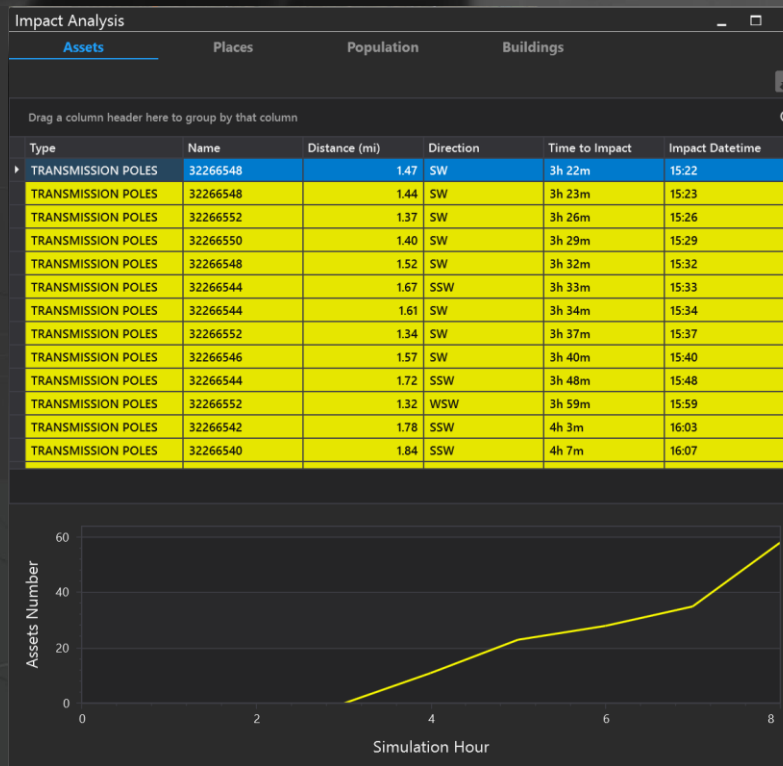 Impact Analysis
Assets Places Population Buildings
Drag a column header here to group by that column
Type Name Distance (mi) Direction Time to Impact Impact Datetime
TRANSMISSION POLES 32266548 1.47 SW 3h 22m 15:22
TRANSMISSION POLES 32266548 1.44 SW 3h 23m 15:23
TRANSMISSION POLES 32266552 1.37 SW 3h 26m 15:26
TRANSMISSION POLES 32266550 1.40 SW 3h 29m 15:29
TRANSMISSION POLES 32266548 1.52 SW 3h 32m 15:32
TRANSMISSION POLES 32266544 1.67 SSW 3h 33m 15:33
TRANSMISSION POLES 32266544 1.61 SW 3h 34m 15:34
TRANSMISSION POLES 32266552 1.34 SW 3h 37m 15:37
TRANSMISSION POLES 32266546 1.57 SW 3h 40m 15:40
TRANSMISSION POLES 32266544 1.72 SSW 3h 48m 15:48
TRANSMISSION POLES 32266552 1.32 WSW 3h 59m 15:59
TRANSMISSION POLES 32266542 1.78 SSW 4h 3m 16:03
TRANSMISSION POLES 32266540 1.84 SSW 4h 7m 16:07
Assets Number
60
40
20
0
0 2 4 6 8
Simulation Hour